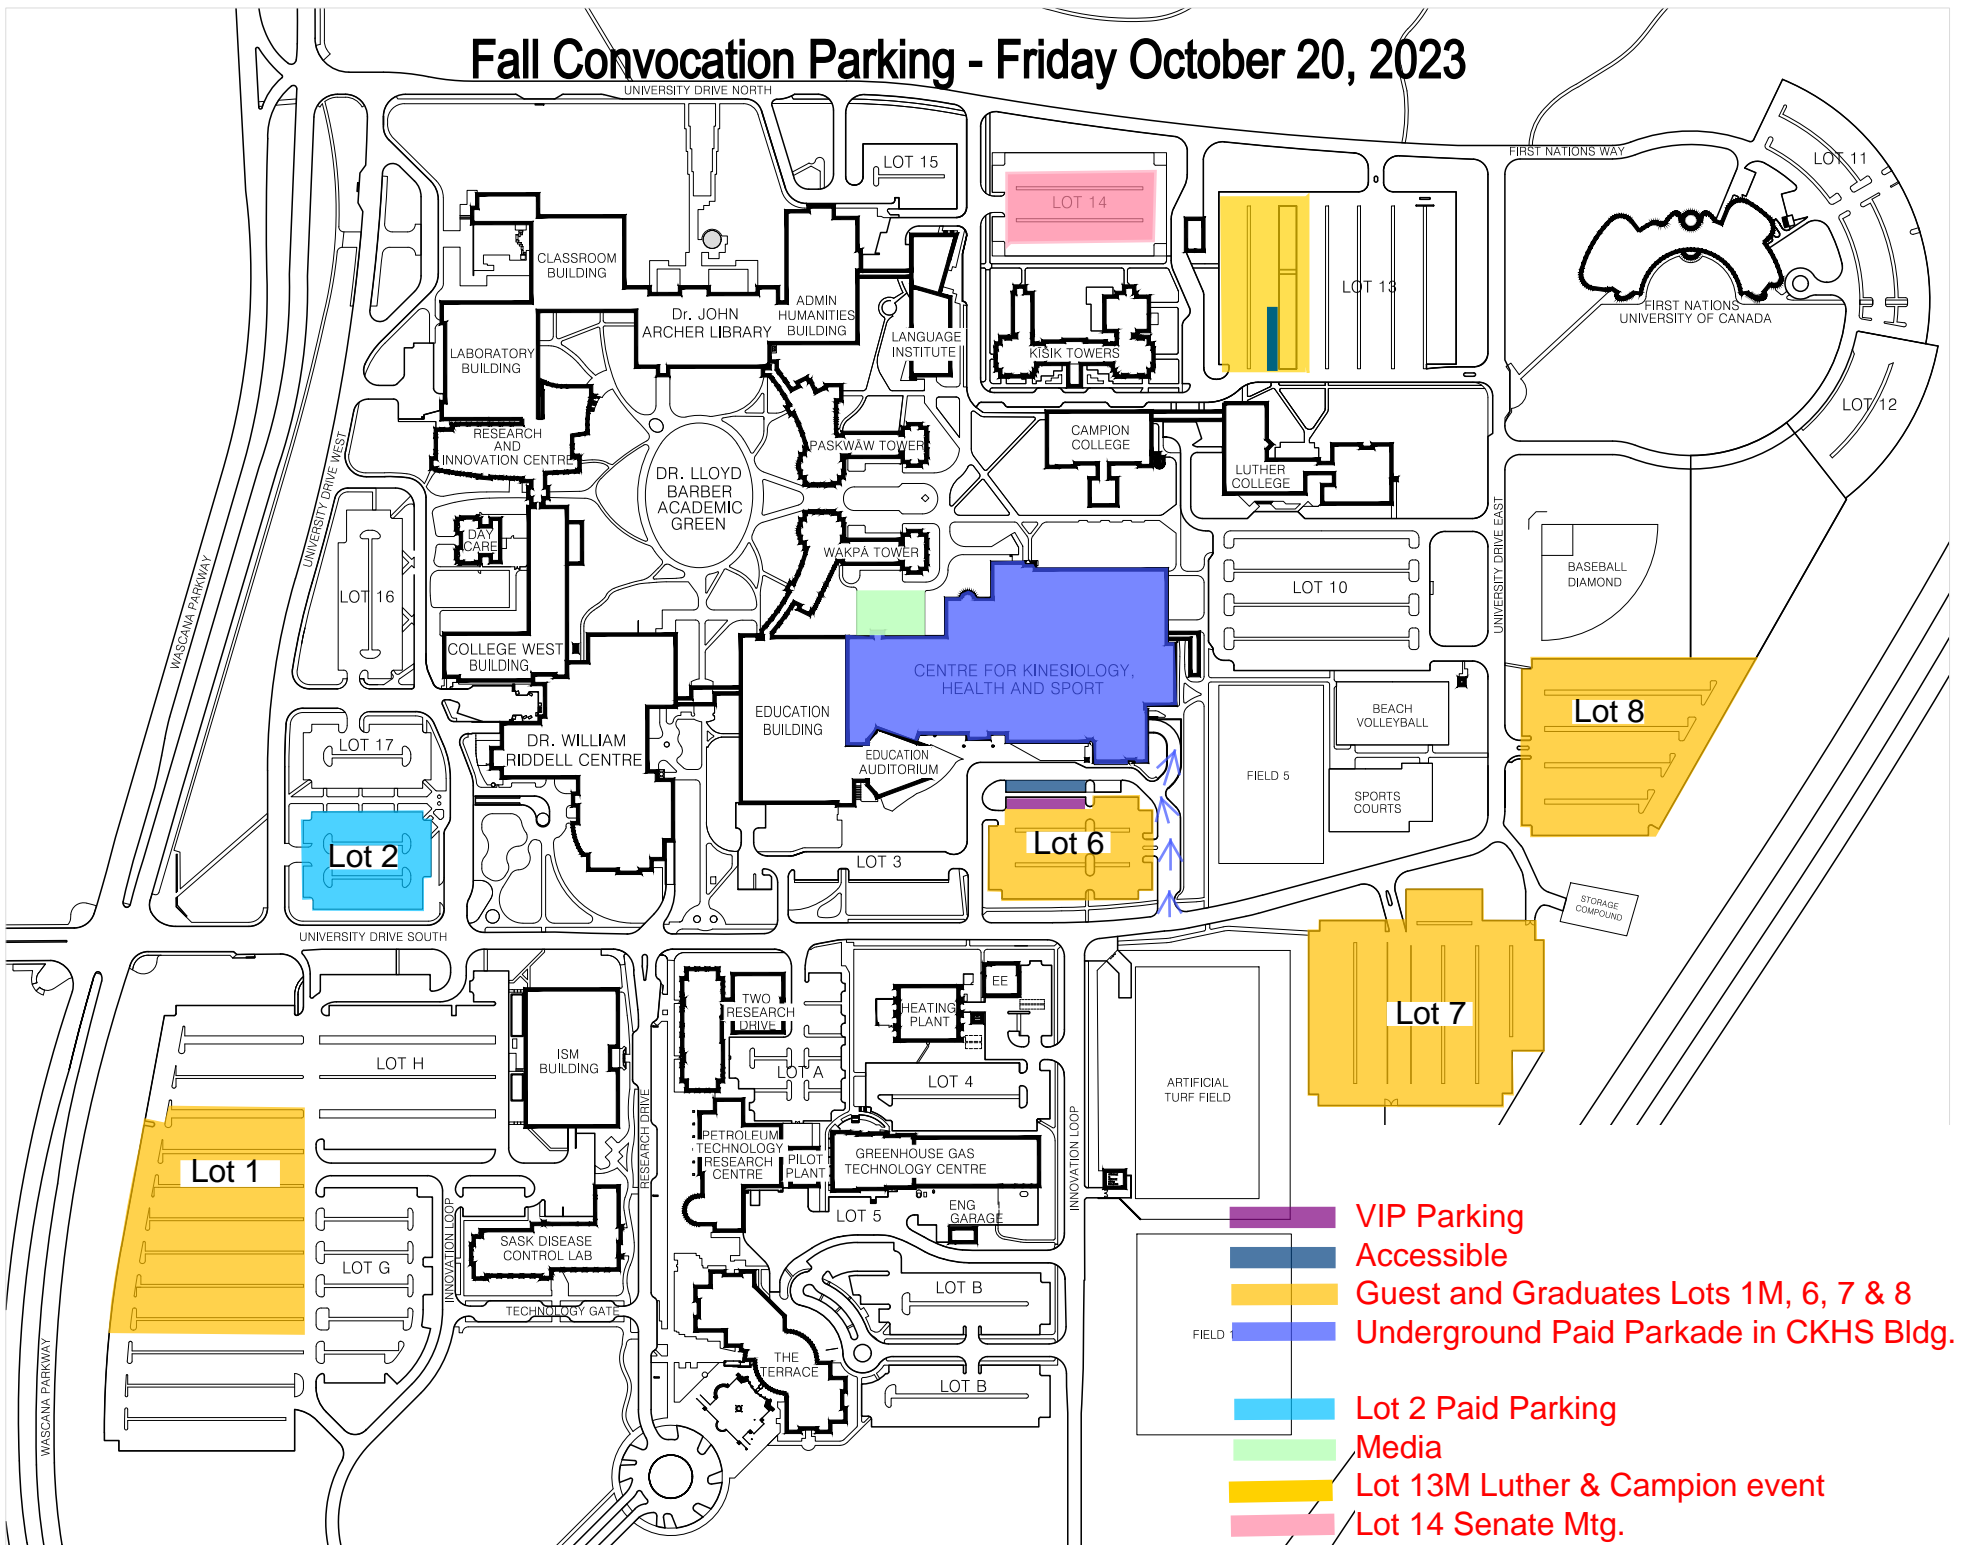 Fall Convocation Parking - Friday October 20, 2023
UNIVERSITY DRIVE NORTH
FIRST NATIONS WAY
LOT 15
LOT 11
LOT 14
CLASSROOM
BUILDING
LOT 13
ADMIN
HUMANITIES
BUILDING
Dr. JOHN
ARCHER LIBRARY
FIRST NATIONS
UNIVERSITY OF CANADA
LANGUAGE
INSTITUTE
KĪSIK TOWERS
LABORATORY
BUILDING
LOT 12
RESEARCH
AND
INNOVATION CENTRE
PASKWĀW TOWER
CAMPION
COLLEGE
LUTHER
COLLEGE
DR. LLOYD
BARBER
ACADEMIC
GREEN
UNIVERSITY DRIVE WEST
DAY
CARE
WAKPĀ TOWER
UNIVERSITY DRIVE EAST
BASEBALL
DIAMOND
LOT 16
LOT 10
WASCANA PARKWAY
COLLEGE WEST
BUILDING
CENTRE FOR KINESIOLOGY,
HEALTH AND SPORT
EDUCATION
BUILDING
BEACH
VOLLEYBALL
Lot 8
LOT 17
DR. WILLIAM
RIDDELL CENTRE
EDUCATION
AUDITORIUM
FIELD 5
SPORTS
COURTS
Lot 2
LOT 3
Lot 6
STORAGE
COMPOUND
UNIVERSITY DRIVE SOUTH
TWO
RESEARCH
DRIVE
HEATING
PLANT
EE
Lot 7
LOT H
ISM
BUILDING
LOT A
LOT 4
ARTIFICIAL
TURF FIELD
RESEARCH DRIVE
INNOVATION LOOP
Lot 1
PETROLEUM
TECHNOLOGY
RESEARCH
CENTRE
PILOT
PLANT
GREENHOUSE GAS
TECHNOLOGY CENTRE
LOT 5
ENG
GARAGE
INNOVATION LOOP
SASK DISEASE
CONTROL LAB
LOT G
LOT B
TECHNOLOGY GATE
THE
TERRACE
LOT B
WASCANA PARKWAY
FIELD 1
VIP Parking
Accessible
Guest and Graduates Lots 1M, 6, 7 & 8
Underground Paid Parkade in CKHS Bldg.
Lot 2 Paid Parking
Media
Lot 13M Luther & Campion event
Lot 14 Senate Mtg.